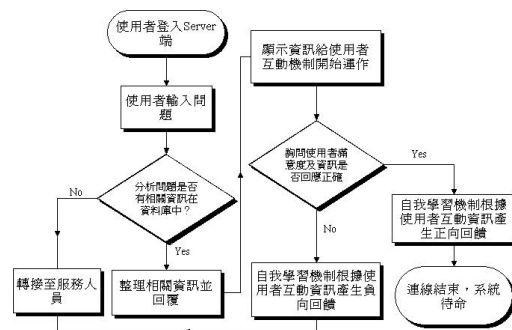 使用者登入Server
端
使用者輸入問
題
分析問題是否
有相關資訊在
資料庫中？
No
Yes
轉接至服務人
員
整理相關資訊並
回覆
顯示資訊給使用者
互動機制開始運作
詢問使用者滿
意度及資訊是
否回應正確
Yes
No
自我學習機制根據
使用者互動資訊產
生正向回饋
自我學習機制根據使
用者互動資訊產生負
向回饋
連線結束，系統
待命